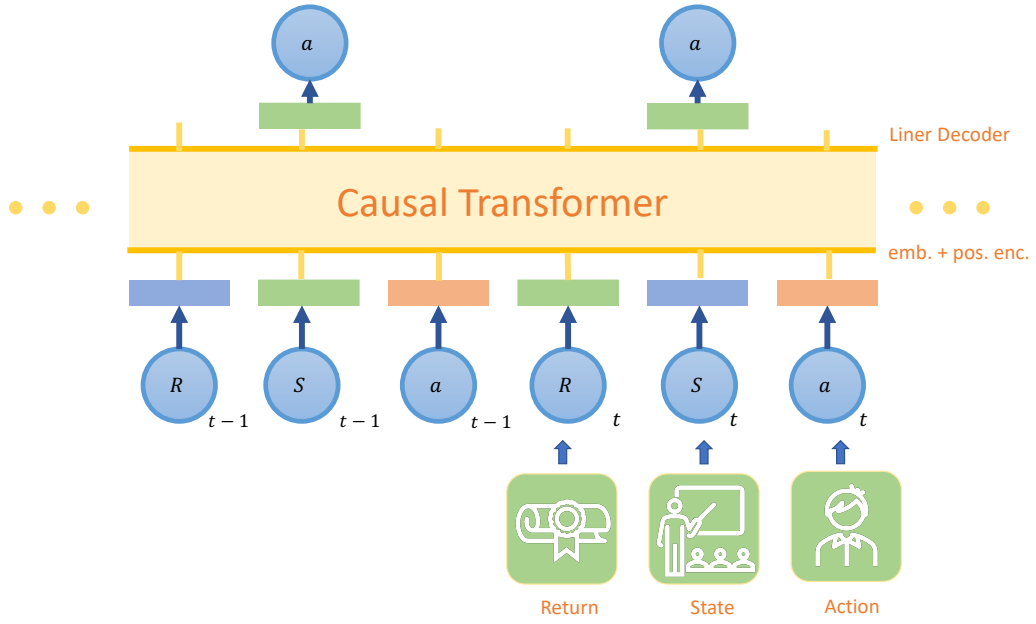 a a
Liner Decoder
Causal Transformer
emb. + pos. enc.
R S a R S a
t − 1 t − 1 t − 1 t t t
Return State Action